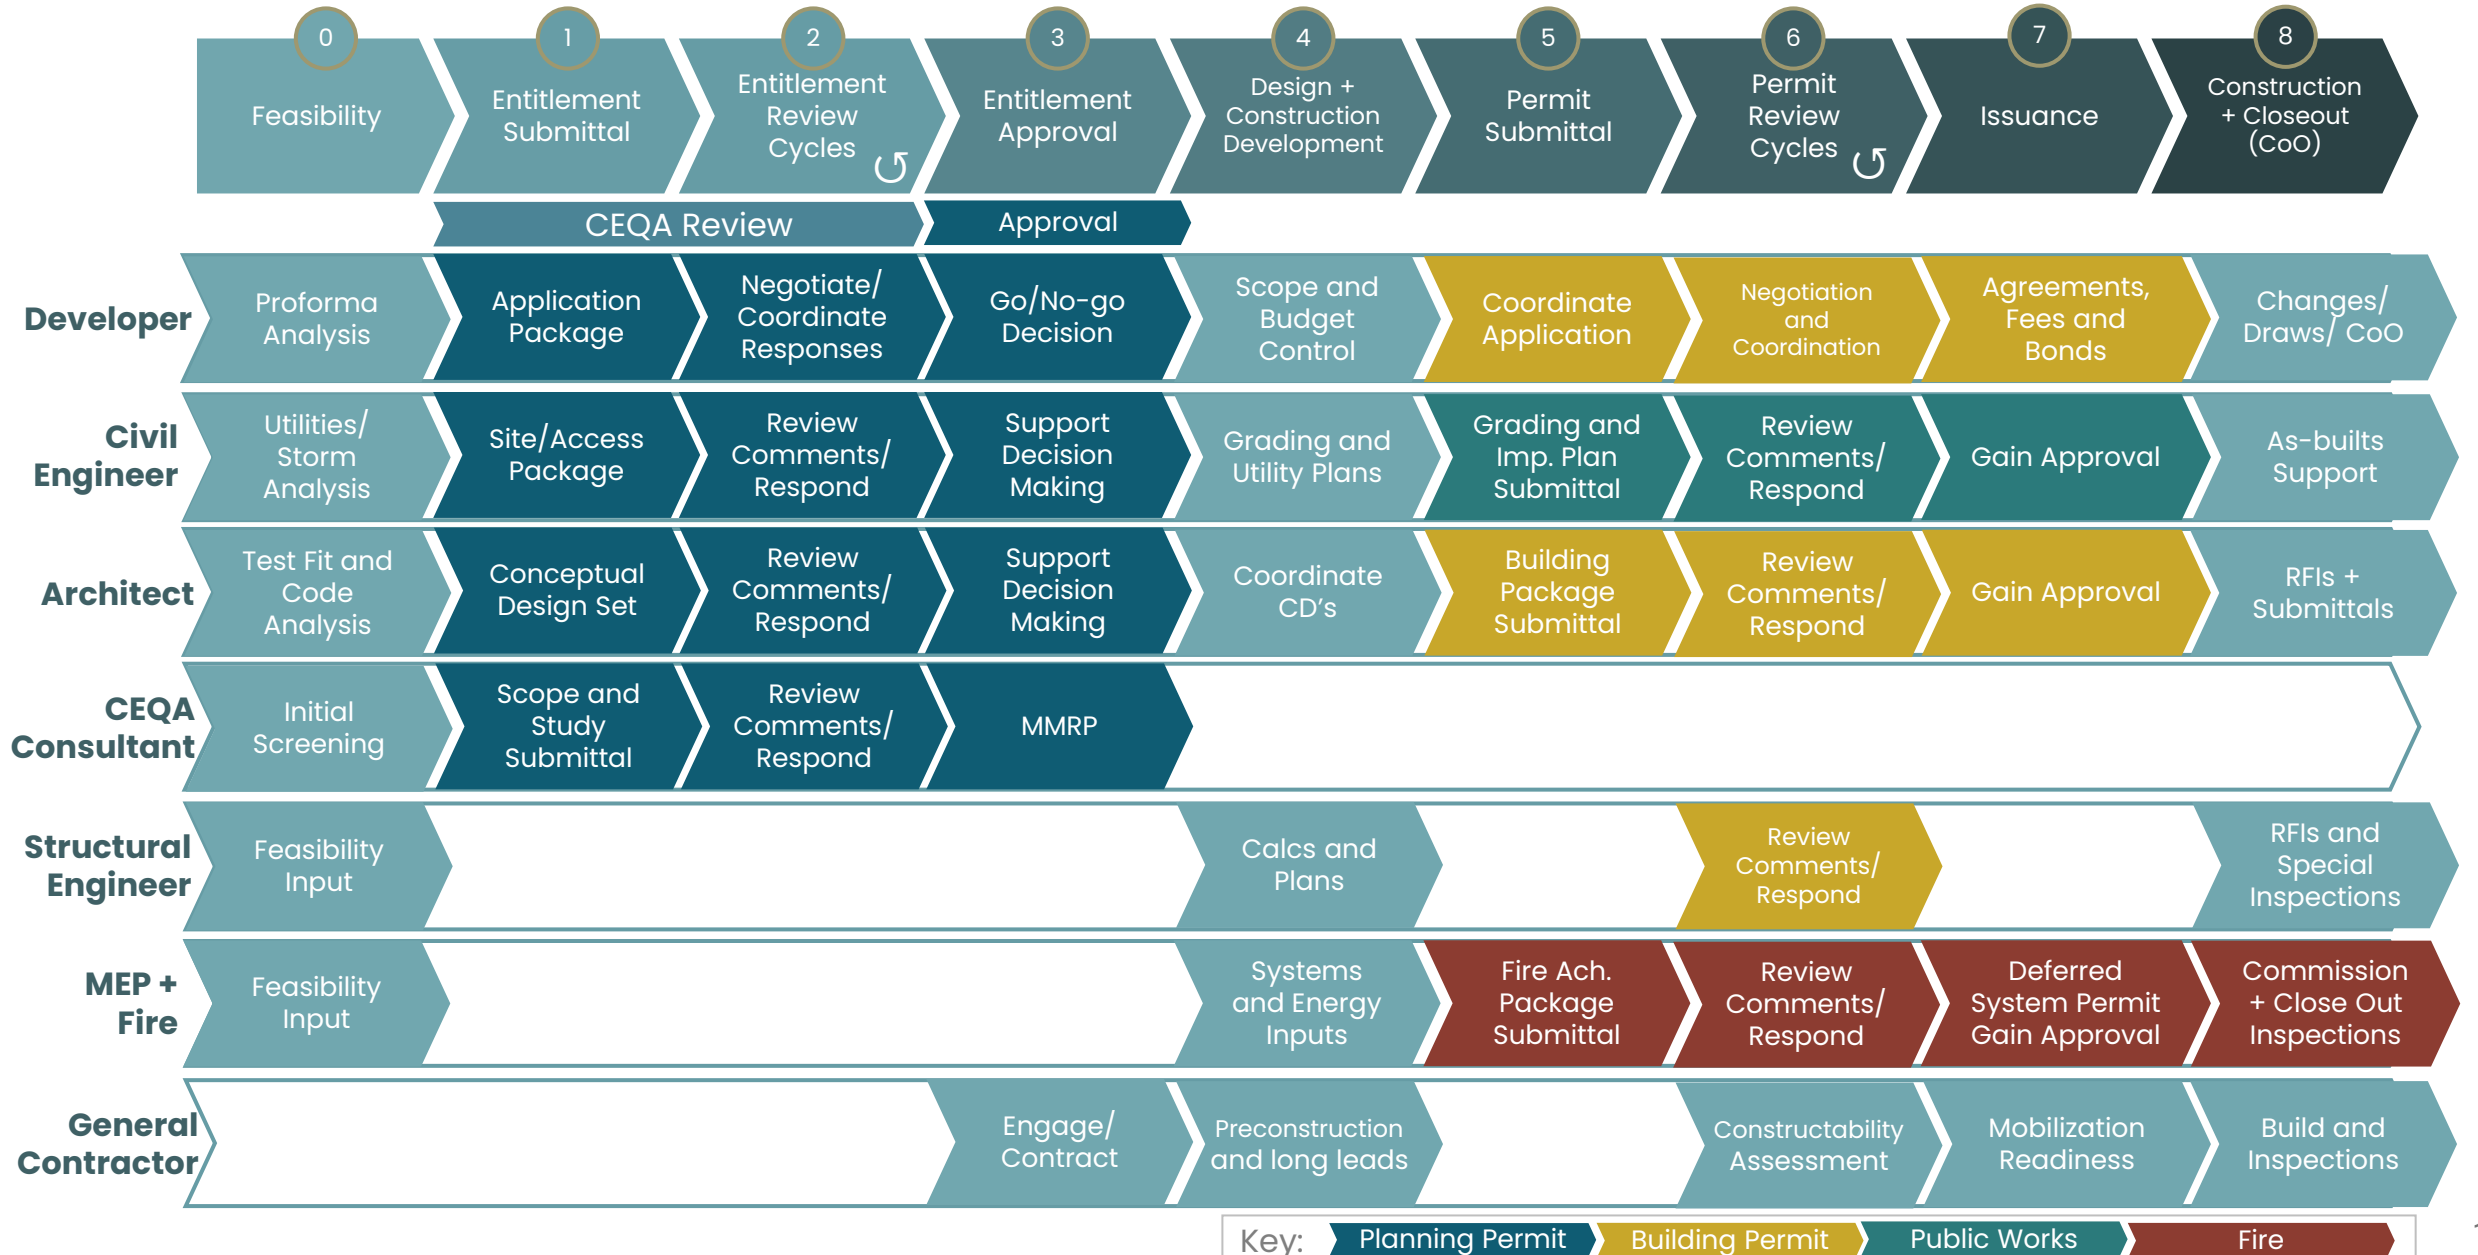 0
1
2
3
4
5
6
7
8
Feasibility
Entitlement
Submittal
Entitlement
Review
Cycles
Entitlement
Approval
Design +
Construction
Development
Permit
Submittal
Permit
Review
Cycles
Issuance
Construction
+ Closeout
(CoO)
CEQA Review
Approval
Developer
Proforma
Analysis
Application
Package
Negotiate/
Coordinate
Responses
Go/No-go
Decision
Scope and
Budget
Control
Coordinate
Application
Negotiation
and
Coordination
Agreements,
Fees and
Bonds
Changes/
Draws/ CoO
Civil
Engineer
Utilities/
Storm
Analysis
Site/Access
Package
Review
Comments/
Respond
Support
Decision
Making
Grading and
Utility Plans
Grading and
Imp. Plan
Submittal
Review
Comments/
Respond
Gain Approval
As-builts
Support
Architect
Test Fit and
Code
Analysis
Conceptual
Design Set
Review
Comments/
Respond
Support
Decision
Making
Coordinate
CD's
Building
Package
Submittal
Review
Comments/
Respond
Gain Approval
RFIs +
Submittals
CEQA
Consultant
Initial
Screening
Scope and
Study
Submittal
Review
Comments/
Respond
MMRP
Structural
Engineer
Feasibility
Input
Calcs and
Plans
Review
Comments/
Respond
RFIs and
Special
Inspections
MEP +
Fire
Feasibility
Input
Systems
and Energy
Inputs
Fire Ach.
Package
Submittal
Review
Comments/
Respond
Deferred
System Permit
Gain Approval
Commission
+ Close Out
Inspections
General
Contractor
Engage/
Contract
Preconstruction
and long leads
Constructability
Assessment
Mobilization
Readiness
Build and
Inspections
Key:
Planning Permit
Building Permit
Public Works
Fire